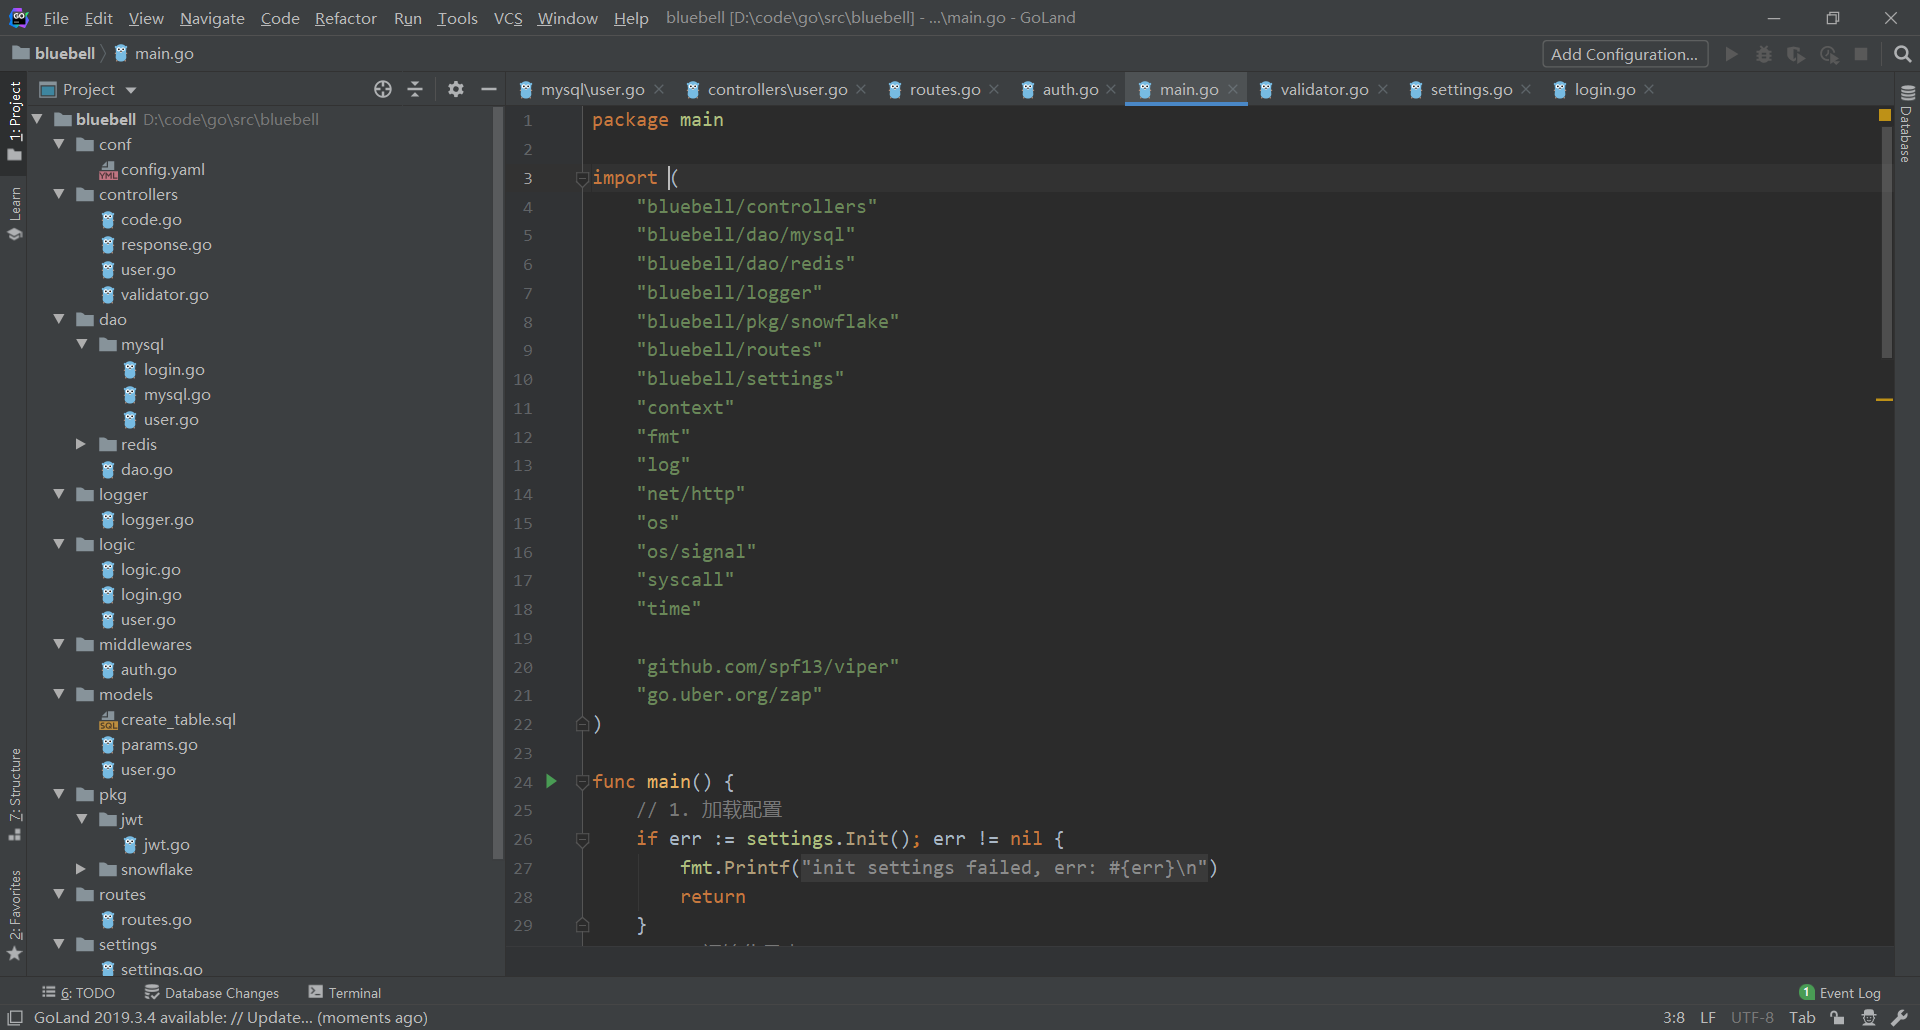 File Edit View Navigate Code Refactor Run Tools VCS Window Help bluebell [D:\code\go\src\bluebell] - ...\main.go - GoLand
bluebell main.go
Add Configuration...
1: Project
Learn
7: Structure
2: Favorites
Project
bluebell D:\code\go\src\bluebell
conf
config.yaml
controllers
code.go
response.go
user.go
validator.go
dao
mysql
login.go
mysql.go
user.go
redis
dao.go
logger
logger.go
logic
logic.go
login.go
user.go
middlewares
auth.go
models
create_table.sql
params.go
user.go
pkg
jwt
jwt.go
snowflake
routes
routes.go
settings
settings.go
mysql\user.go controllers\user.go routes.go auth.go main.go validator.go settings.go login.go
1 package main
2
3 import (
4 "bluebell/controllers"
5 "bluebell/dao/mysql"
6 "bluebell/dao/redis"
7 "bluebell/logger"
8 "bluebell/pkg/snowflake"
9 "bluebell/routes"
10 "bluebell/settings"
11 "context"
12 "fmt"
13 "log"
14 "net/http"
15 "os"
16 "os/signal"
17 "syscall"
18 "time"
19
20 "github.com/spf13/viper"
21 "go.uber.org/zap"
22 )
23
24 func main() {
25 // 1. 加载配置
26 if err := settings.Init(); err != nil {
27 fmt.Printf("init settings failed, err: #{err}\n")
28 return
29 }
Database
6: TODO Database Changes Terminal
1 Event Log
GoLand 2019.3.4 available: // Update... (moments ago)
3:8 LF UTF-8 Tab